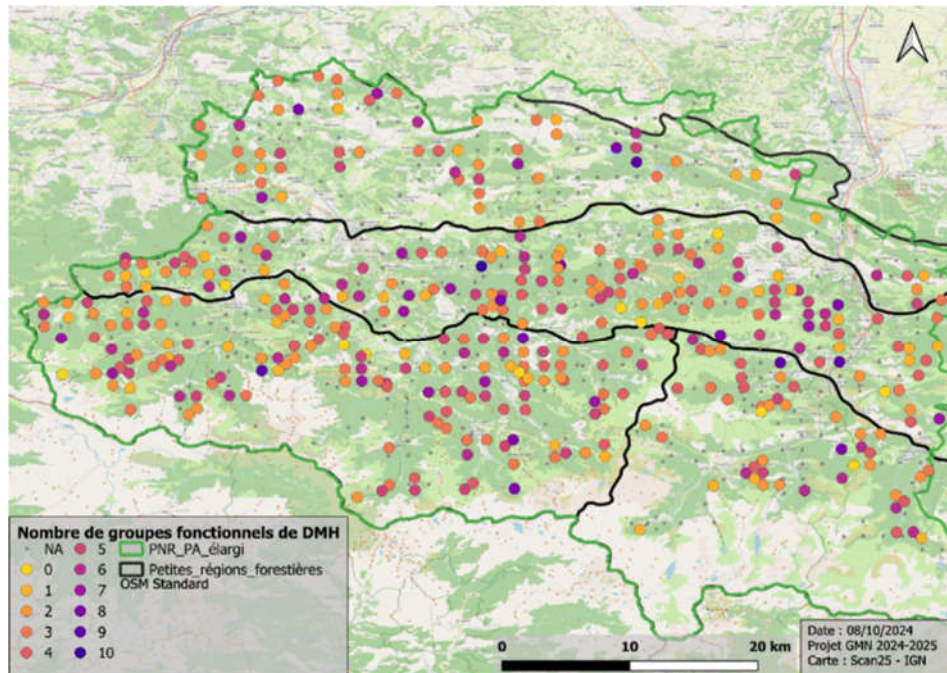 Nombre de groupes fonctionnels de DMH
NA
0
1
2
3
4
5
6
7
8
9
10
PNR_PA_élargi
Petites_régions_forestières
OSM Standard
0 10 20 km
Date : 08/10/2024
Projet GMN 2024-2025
Carte : Scan25 - IGN